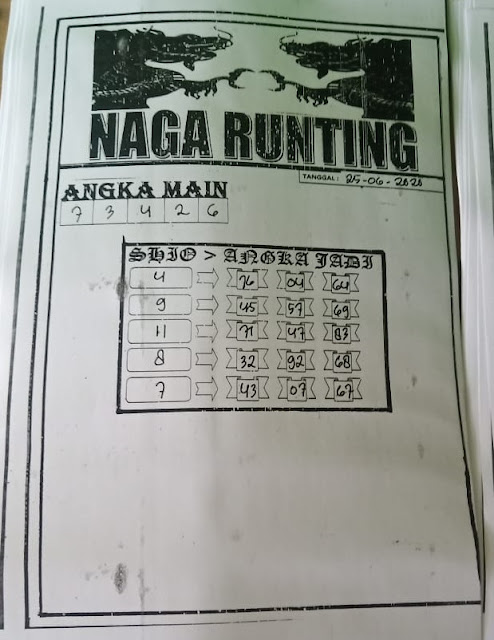 NAGA RUNTING
TANGGAL : 25-06-2020
ANGKA MAIN
7 3 4 2 6
SHIO > ANGKA JADI
4 76 04 64
9 45 57 69
11 71 47 83
8 32 92 68
7 43 07 67